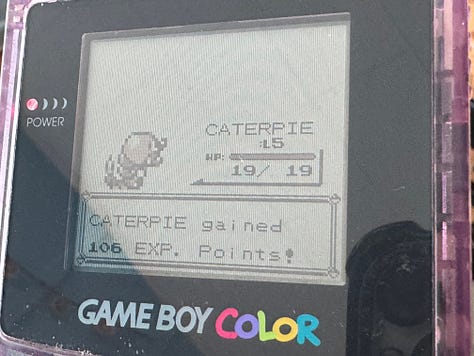 POWER
CATERPIE
:L5
HP:
19/ 19
CATERPIE gained
106 EXP. Points!
GAME BOY COLOR